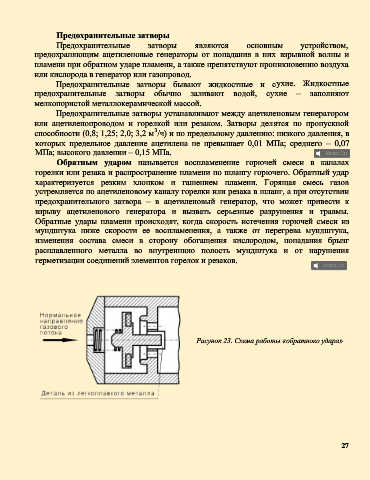 Предохранительные затворы
Предохранительные затворы являются основным устройством,
предохраняющим ацетиленовые генераторы от попадания в них взрывной волны и
пламени при обратном ударе пламени, а также препятствуют проникновению воздуха
или кислорода в генератор или газопровод.
Предохранительные затворы бывают жидкостные и сухие. Жидкостные
предохранительные затворы обычно заливают водой, сухие – заполняют
мелкопористой металлокерамической массой.
Предохранительные затворы устанавливают между ацетиленовым генератором
или ацетиленопроводом и горелкой или резаком. Затворы делятся по пропускной
способности (0,8; 1,25; 2,0; 3,2 м³/ч) и по предельному давлению: низкого давления, в
которых предельное давление ацетилена не превышает 0,01 МПа; среднего – 0,07
МПа; высокого давления – 0,15 МПа.
Обратным ударом называется воспламенение горючей смеси в каналах
горелки или резака и распространение пламени по шлангу горючего. Обратный удар
характеризуется резким хлопком и гашением пламени. Горящая смесь газов
устремляется по ацетиленовому каналу горелки или резака в шланг, а при отсутствии
предохранительного затвора – в ацетиленовый генератор, что может привести к
взрыву ацетиленового генератора и вызвать серьезные разрушения и травмы.
Обратные удары пламени происходят, когда скорость истечения горючей смеси из
мундштука ниже скорости ее воспламенения, а также от перегрева мундштука,
изменения состава смеси в сторону обогащения кислородом, попадания брызг
расплавленного металла во внутреннюю полость мундштука и от нарушения
герметизации соединений элементов горелок и резаков.
Нормальное
направление
газового
потока
Рисунок 23. Схема работы «обратного удара»
Деталь из легкоплавкого металла
27